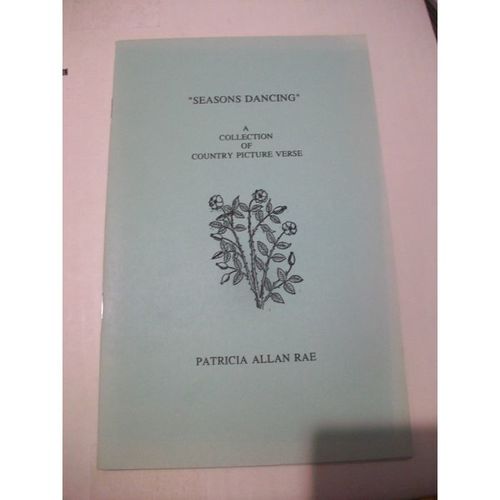 "SEASONS DANCING"
A
COLLECTION
OF
COUNTRY PICTURE VERSE
PATRICIA ALLAN RAE